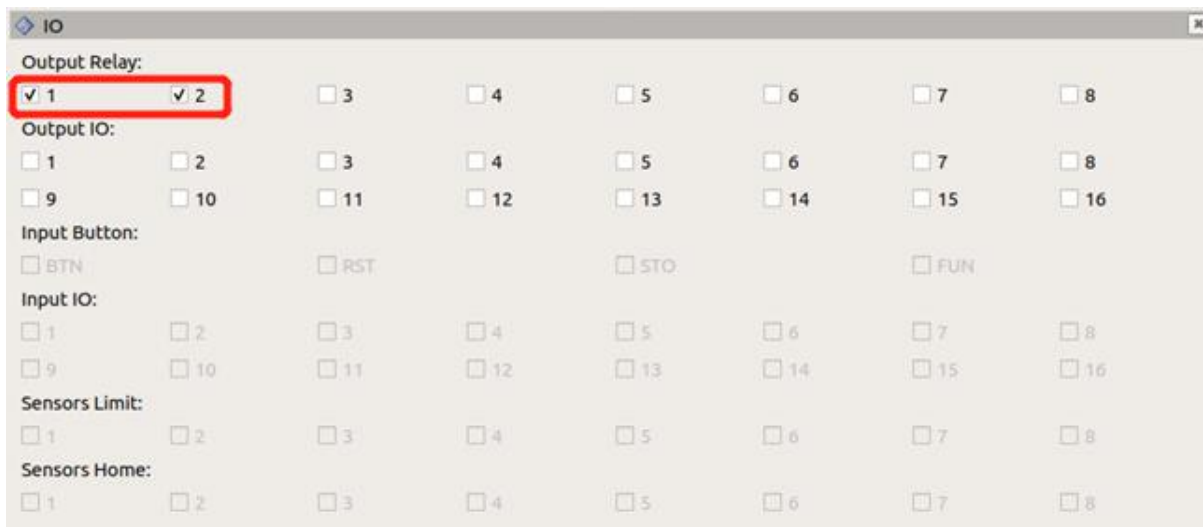 IO
Output Relay:
1 2 3 4 5 6 7 8
Output IO:
1 2 3 4 5 6 7 8
9 10 11 12 13 14 15 16
Input Button:
BTN RST STO FUN
Input IO:
1 2 3 4 5 6 7 8
9 10 11 12 13 14 15 16
Sensors Limit:
1 2 3 4 5 6 7 8
Sensors Home:
1 2 3 4 5 6 7 8